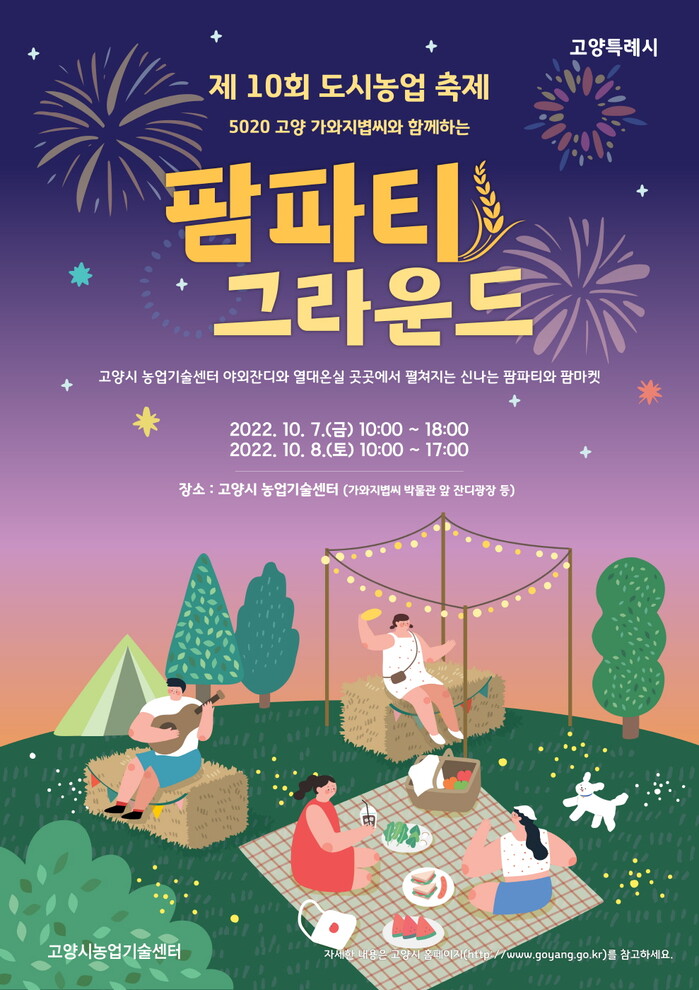 고양특례시
제 10회 도시농업 축제
5020 고양 가와지볍씨와 함께하는
팜파티
그라운드
고양시 농업기술센터 야외잔디와 열대온실 곳곳에서 펼쳐지는 신나는 팜파티와 팜마켓
2022. 10. 7.(금) 10:00 ~ 18:00
2022. 10. 8.(토) 10:00 ~ 17:00
장소 : 고양시 농업기술센터 (가와지볍씨 박물관 앞 잔디광장 등)
고양시농업기술센터
자세한 내용은 고양시 홈페이지(http://www.goyang.go.kr)를 참고하세요.